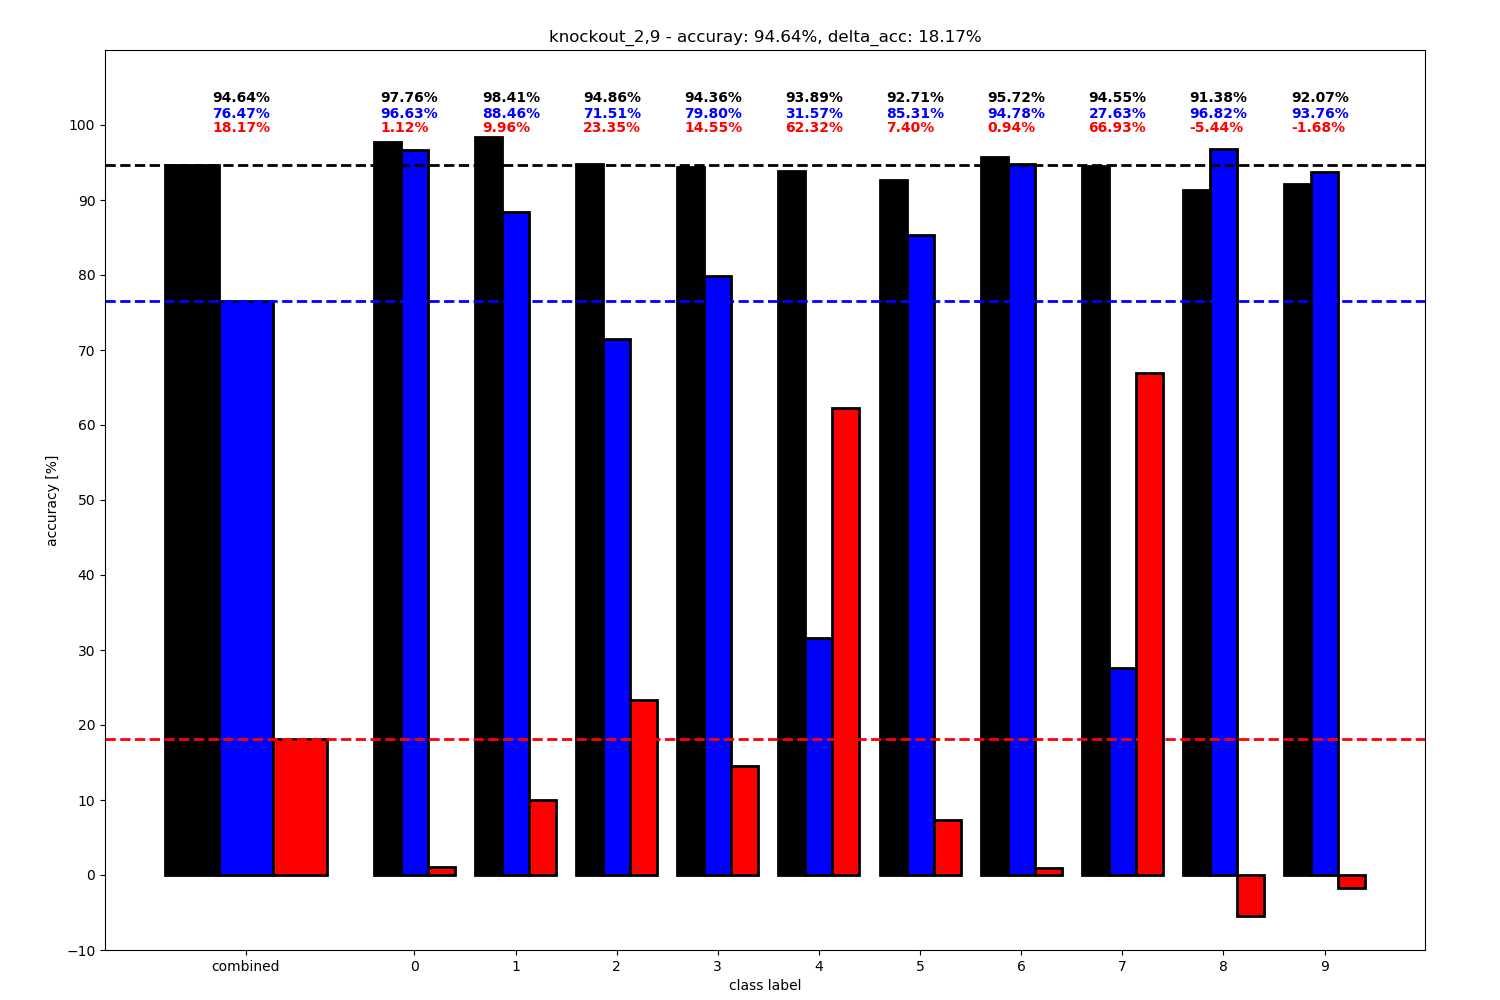 knockout_2,9 - accuray: 94.64%, delta_acc: 18.17%
94.64% 97.76% 98.41% 94.86% 94.36% 93.89% 92.71% 95.72% 94.55% 91.38% 92.07%
76.47% 96.63% 88.46% 71.51% 79.80% 31.57% 85.31% 94.78% 27.63% 96.82% 93.76%
18.17% 1.12% 9.96% 23.35% 14.55% 62.32% 7.40% 0.94% 66.93% -5.44% -1.68%
100
90
80
70
60
50
40
30
20
10
0
−10
accuracy [%]
combined 0 1 2 3 4 5 6 7 8 9
class label